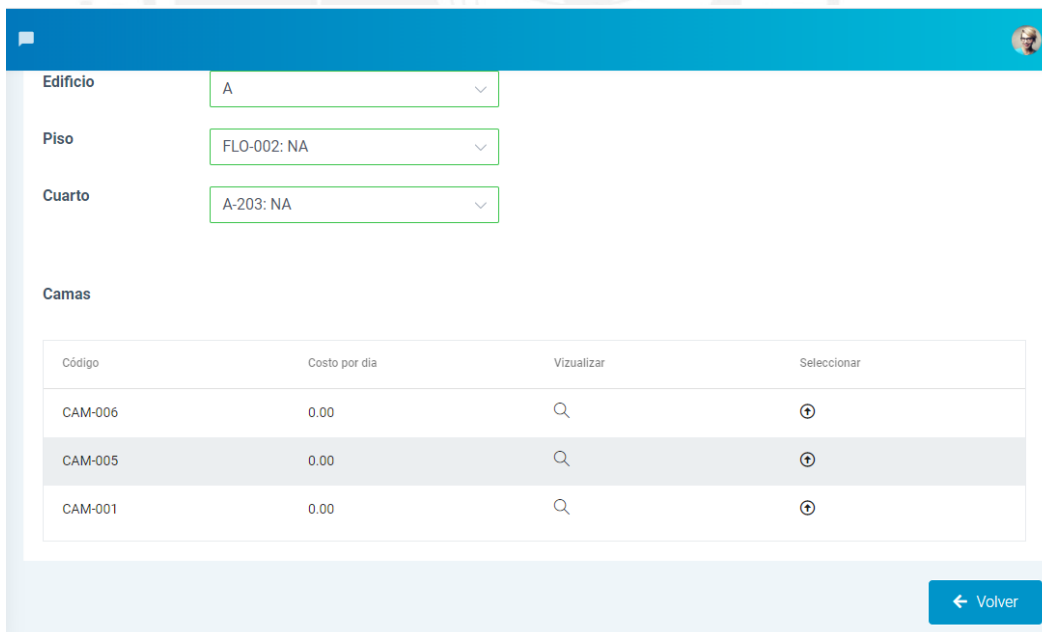 Edificio A
Piso FLO-002: NA
Cuarto A-203: NA
Camas
Código Costo por dia Vizualizar Seleccionar
CAM-006 0.00
CAM-005 0.00
CAM-001 0.00
Volver